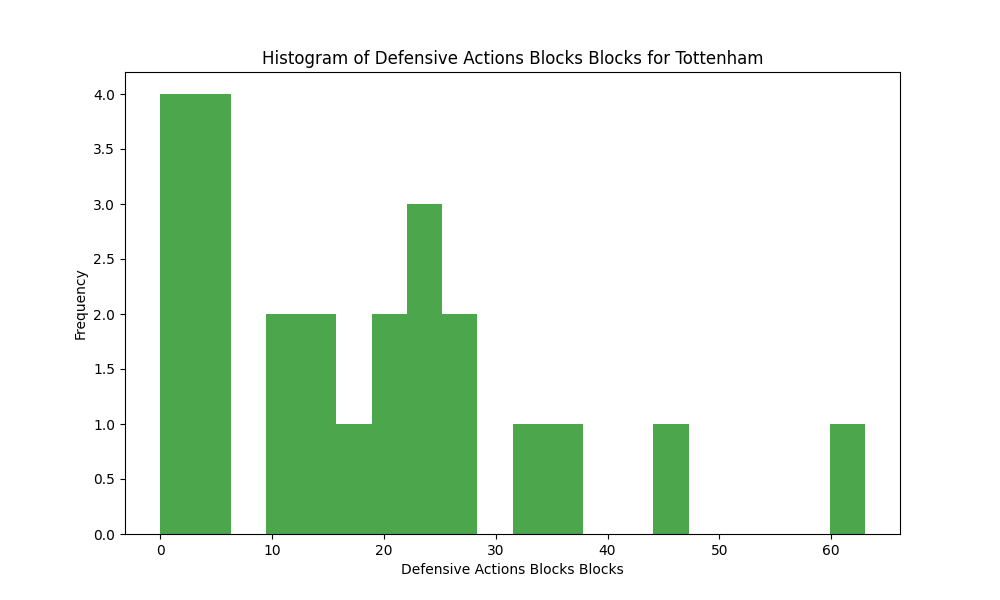 Histogram of Defensive Actions Blocks Blocks for Tottenham
4.0
3.5
3.0
2.5
2.0
1.5
1.0
0.5
0.0
Frequency
0 10 20 30 40 50 60
Defensive Actions Blocks Blocks